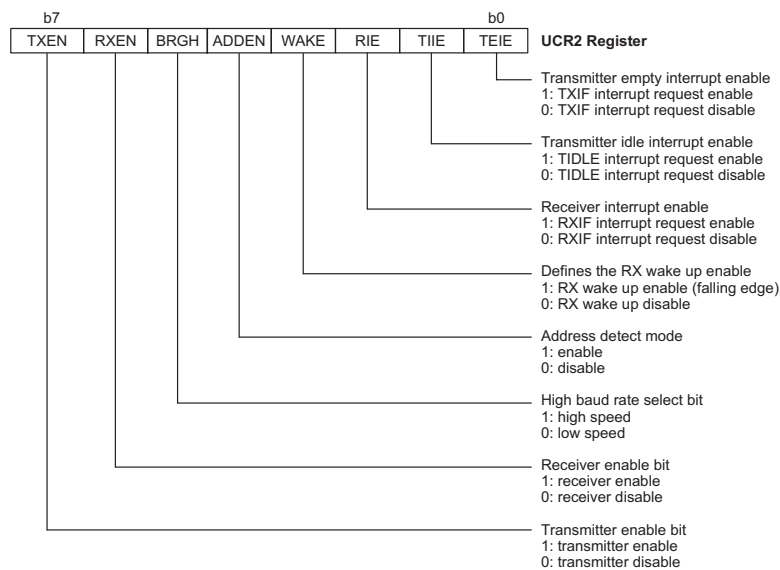 b7 b0
TXEN RXEN BRGH ADDEN WAKE RIE TIIE TEIE UCR2 Register
Transmitter empty interrupt enable
1: TXIF interrupt request enable
0: TXIF interrupt request disable
Transmitter idle interrupt enable
1: TIDLE interrupt request enable
0: TIDLE interrupt request disable
Receiver interrupt enable
1: RXIF interrupt request enable
0: RXIF interrupt request disable
Defines the RX wake up enable
1: RX wake up enable (falling edge)
0: RX wake up disable
Address detect mode
1: enable
0: disable
High baud rate select bit
1: high speed
0: low speed
Receiver enable bit
1: receiver enable
0: receiver disable
Transmitter enable bit
1: transmitter enable
0: transmitter disable